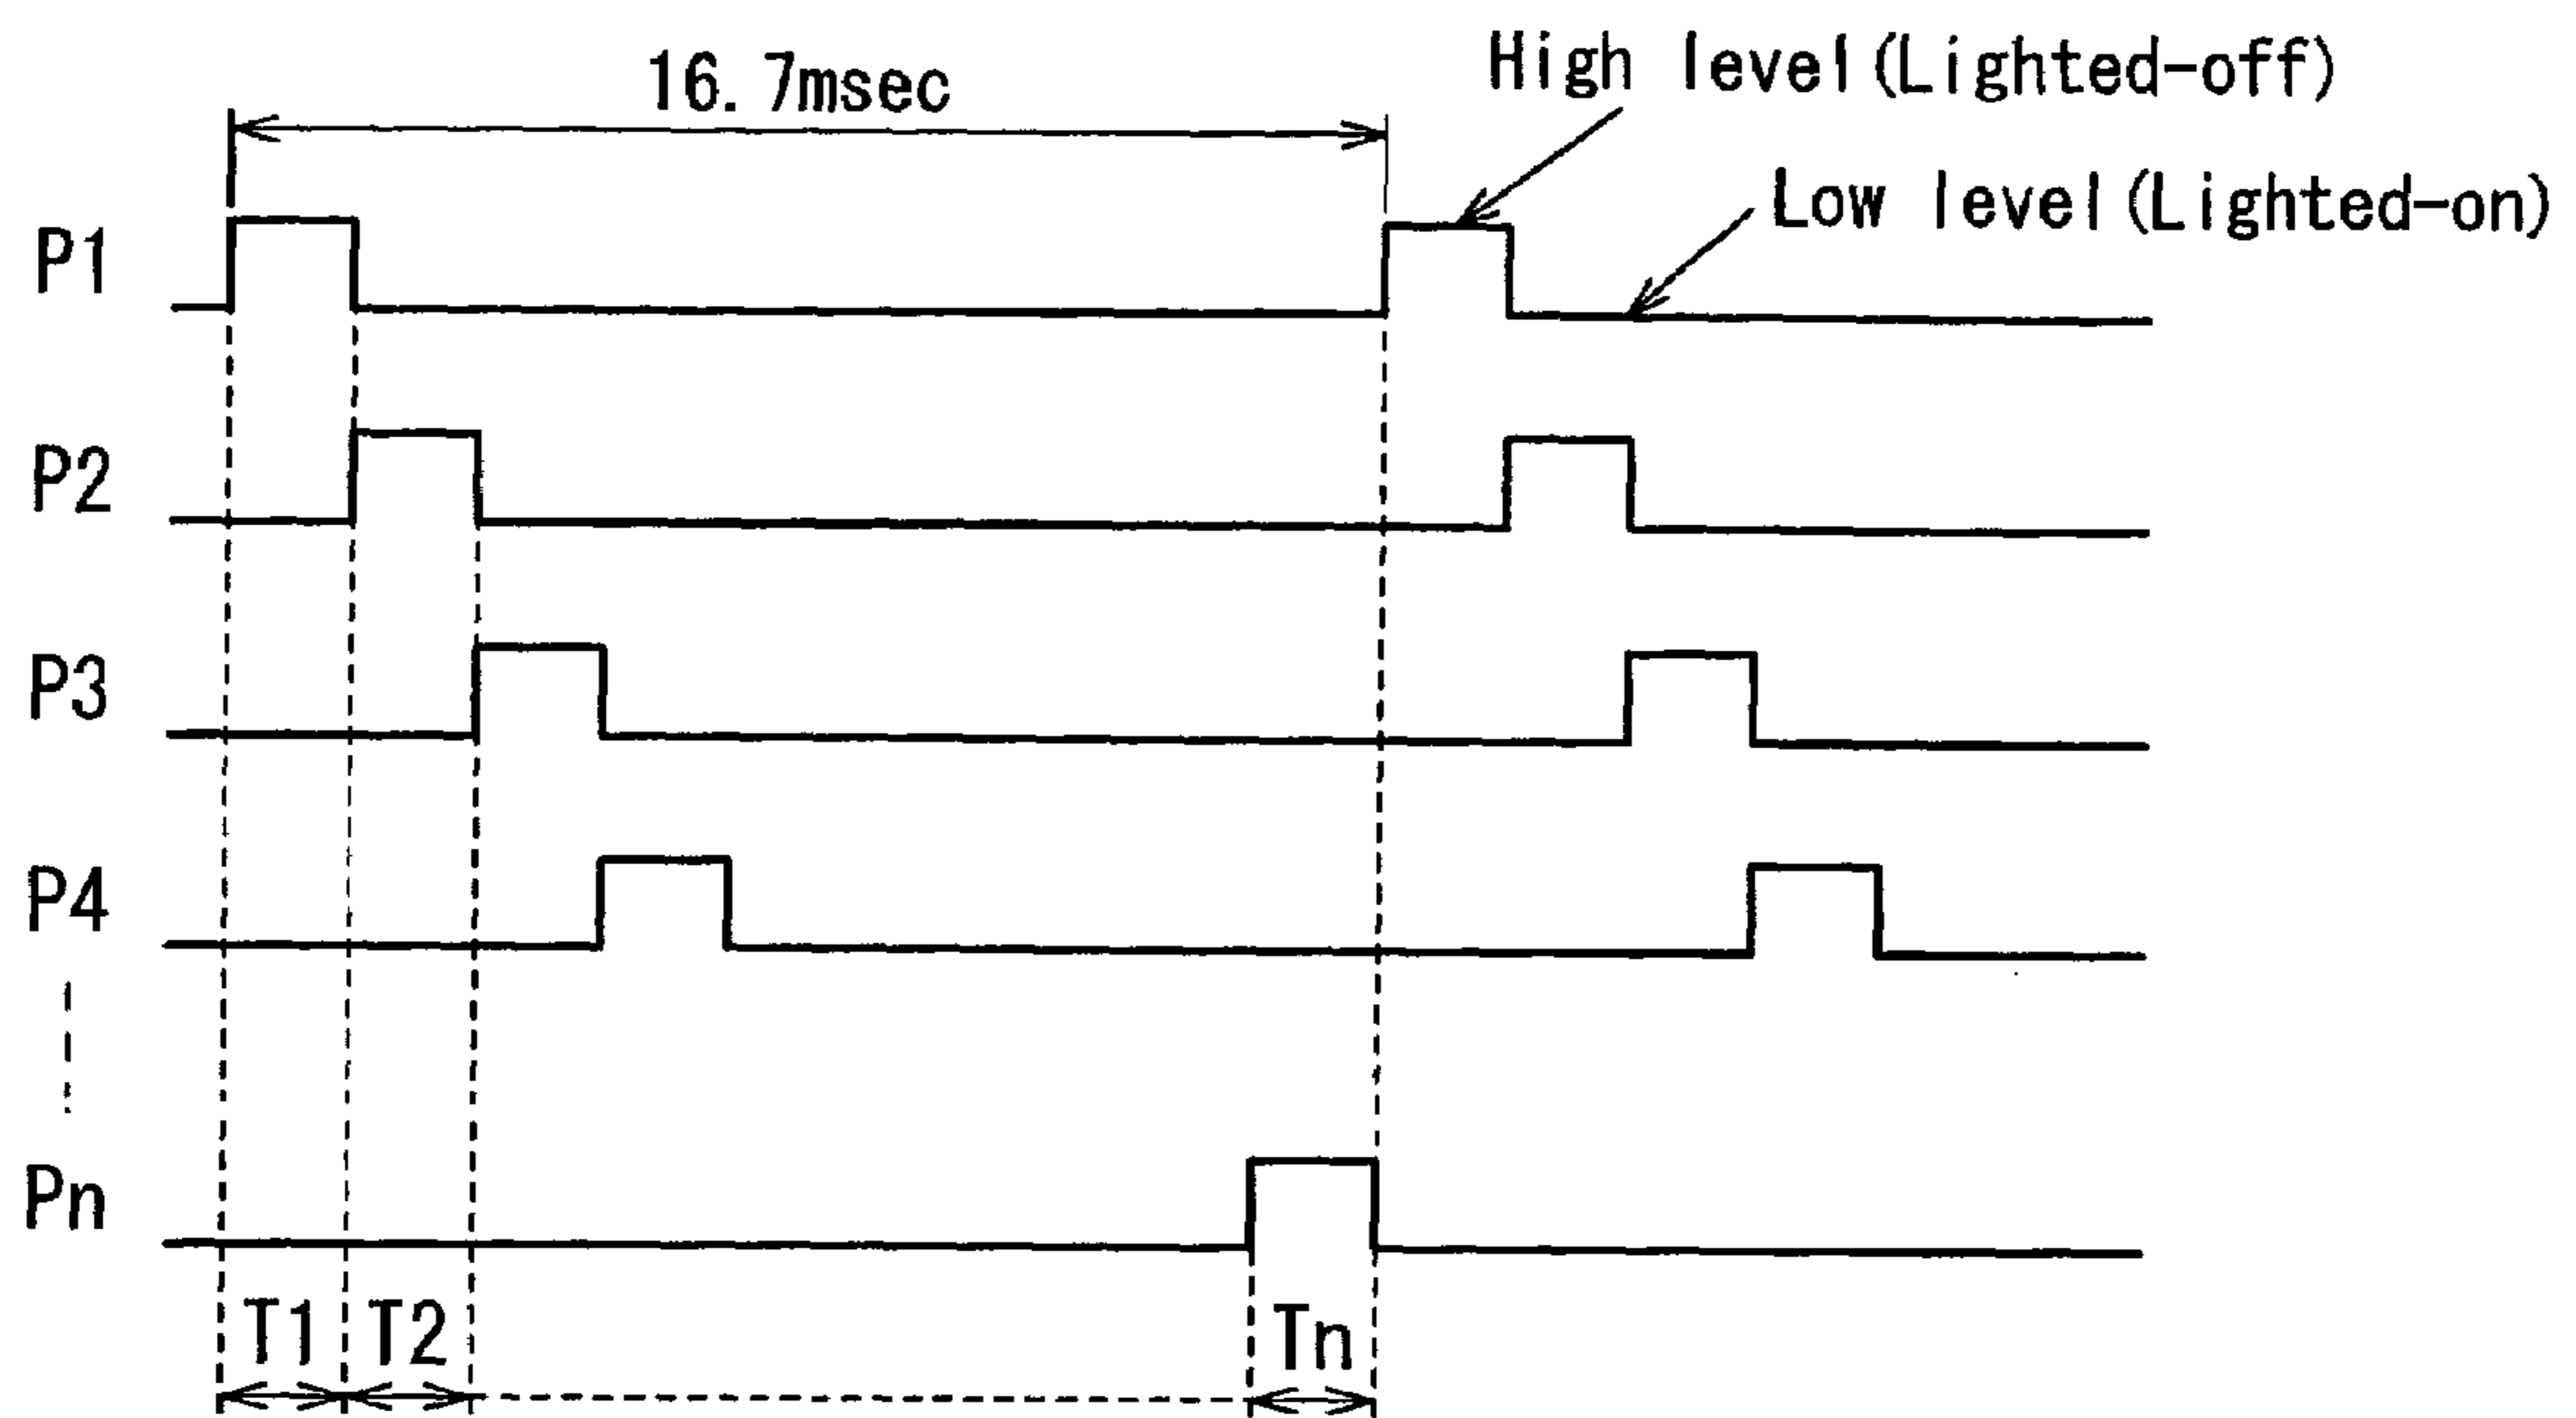 16.7msec
High level(Lighted-off)
Low level(Lighted-on)
P1
P2
P3
P4
Pn
T1 T2 Tn